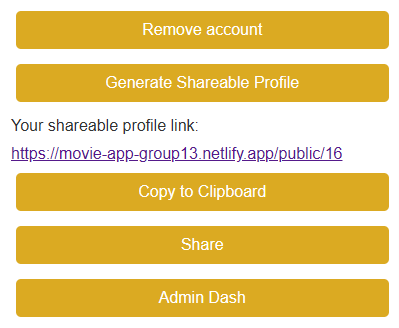 Remove account
Generate Shareable Profile
Your shareable profile link:
https://movie-app-group13.netlify.app/public/16
Copy to Clipboard
Share
Admin Dash